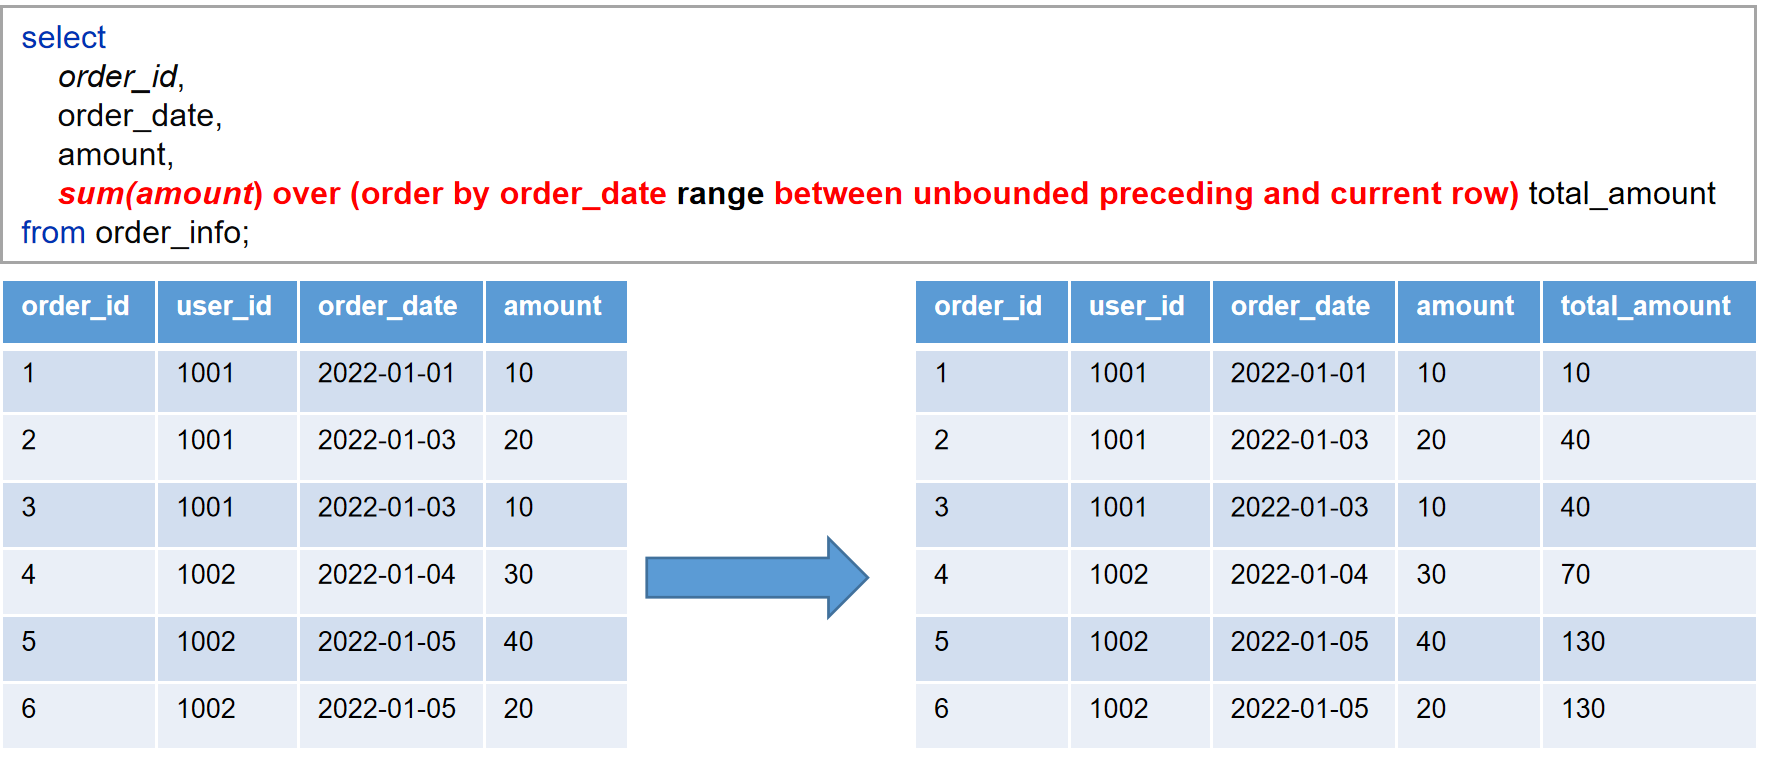 select
order_id,
order_date,
amount,
sum(amount) over (order by order_date range between unbounded preceding and current row) total_amount
from order_info;
order_id user_id order_date amount
1 1001 2022-01-01 10
2 1001 2022-01-03 20
3 1001 2022-01-03 10
4 1002 2022-01-04 30
5 1002 2022-01-05 40
6 1002 2022-01-05 20
order_id user_id order_date amount total_amount
1 1001 2022-01-01 10 10
2 1001 2022-01-03 20 40
3 1001 2022-01-03 10 40
4 1002 2022-01-04 30 70
5 1002 2022-01-05 40 130
6 1002 2022-01-05 20 130